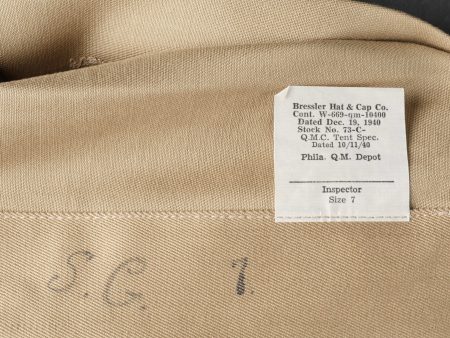 Bressler Hat & Cap Co.
Cont. W-669-qm-10400
Dated Dec. 19, 1940
Stock No. 73-C-
Q.M.C. Tent Spec.
Dated 10/11/40
Phila. Q.M. Depot
Inspector
Size 7
S.G. 7